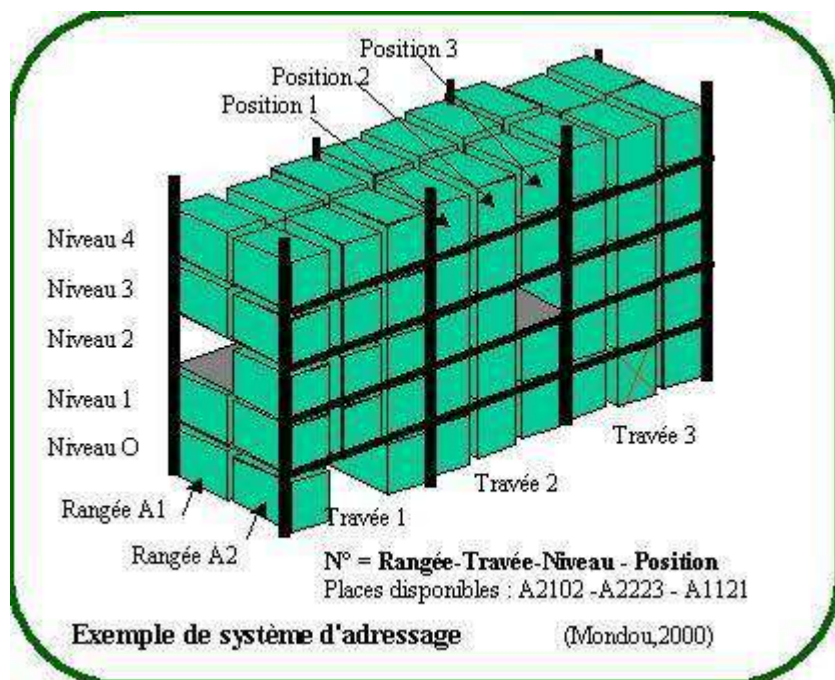 Position 3
Position 2
Position 1
Niveau 4
Niveau 3
Niveau 2
Niveau 1
Niveau O
Rangée A1
Rangée A2
Travée 1
Travée 2
Travée 3
N° = Rangée-Travée-Niveau - Position
Places disponibles : A2102 -A2223 - A1121
Exemple de système d'adressage (Mondou,2000)